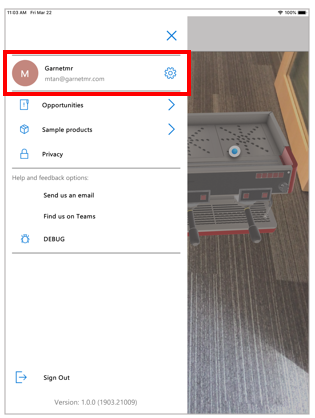 11:03 AM Fri Mar 22
100%
M
Garnetmr
mtan@garnetmr.com
Opportunities
Sample products
Privacy
Help and feedback options:
Send us an email
Find us on Teams
DEBUG
Sign Out
Version: 1.0.0 (1903.21009)